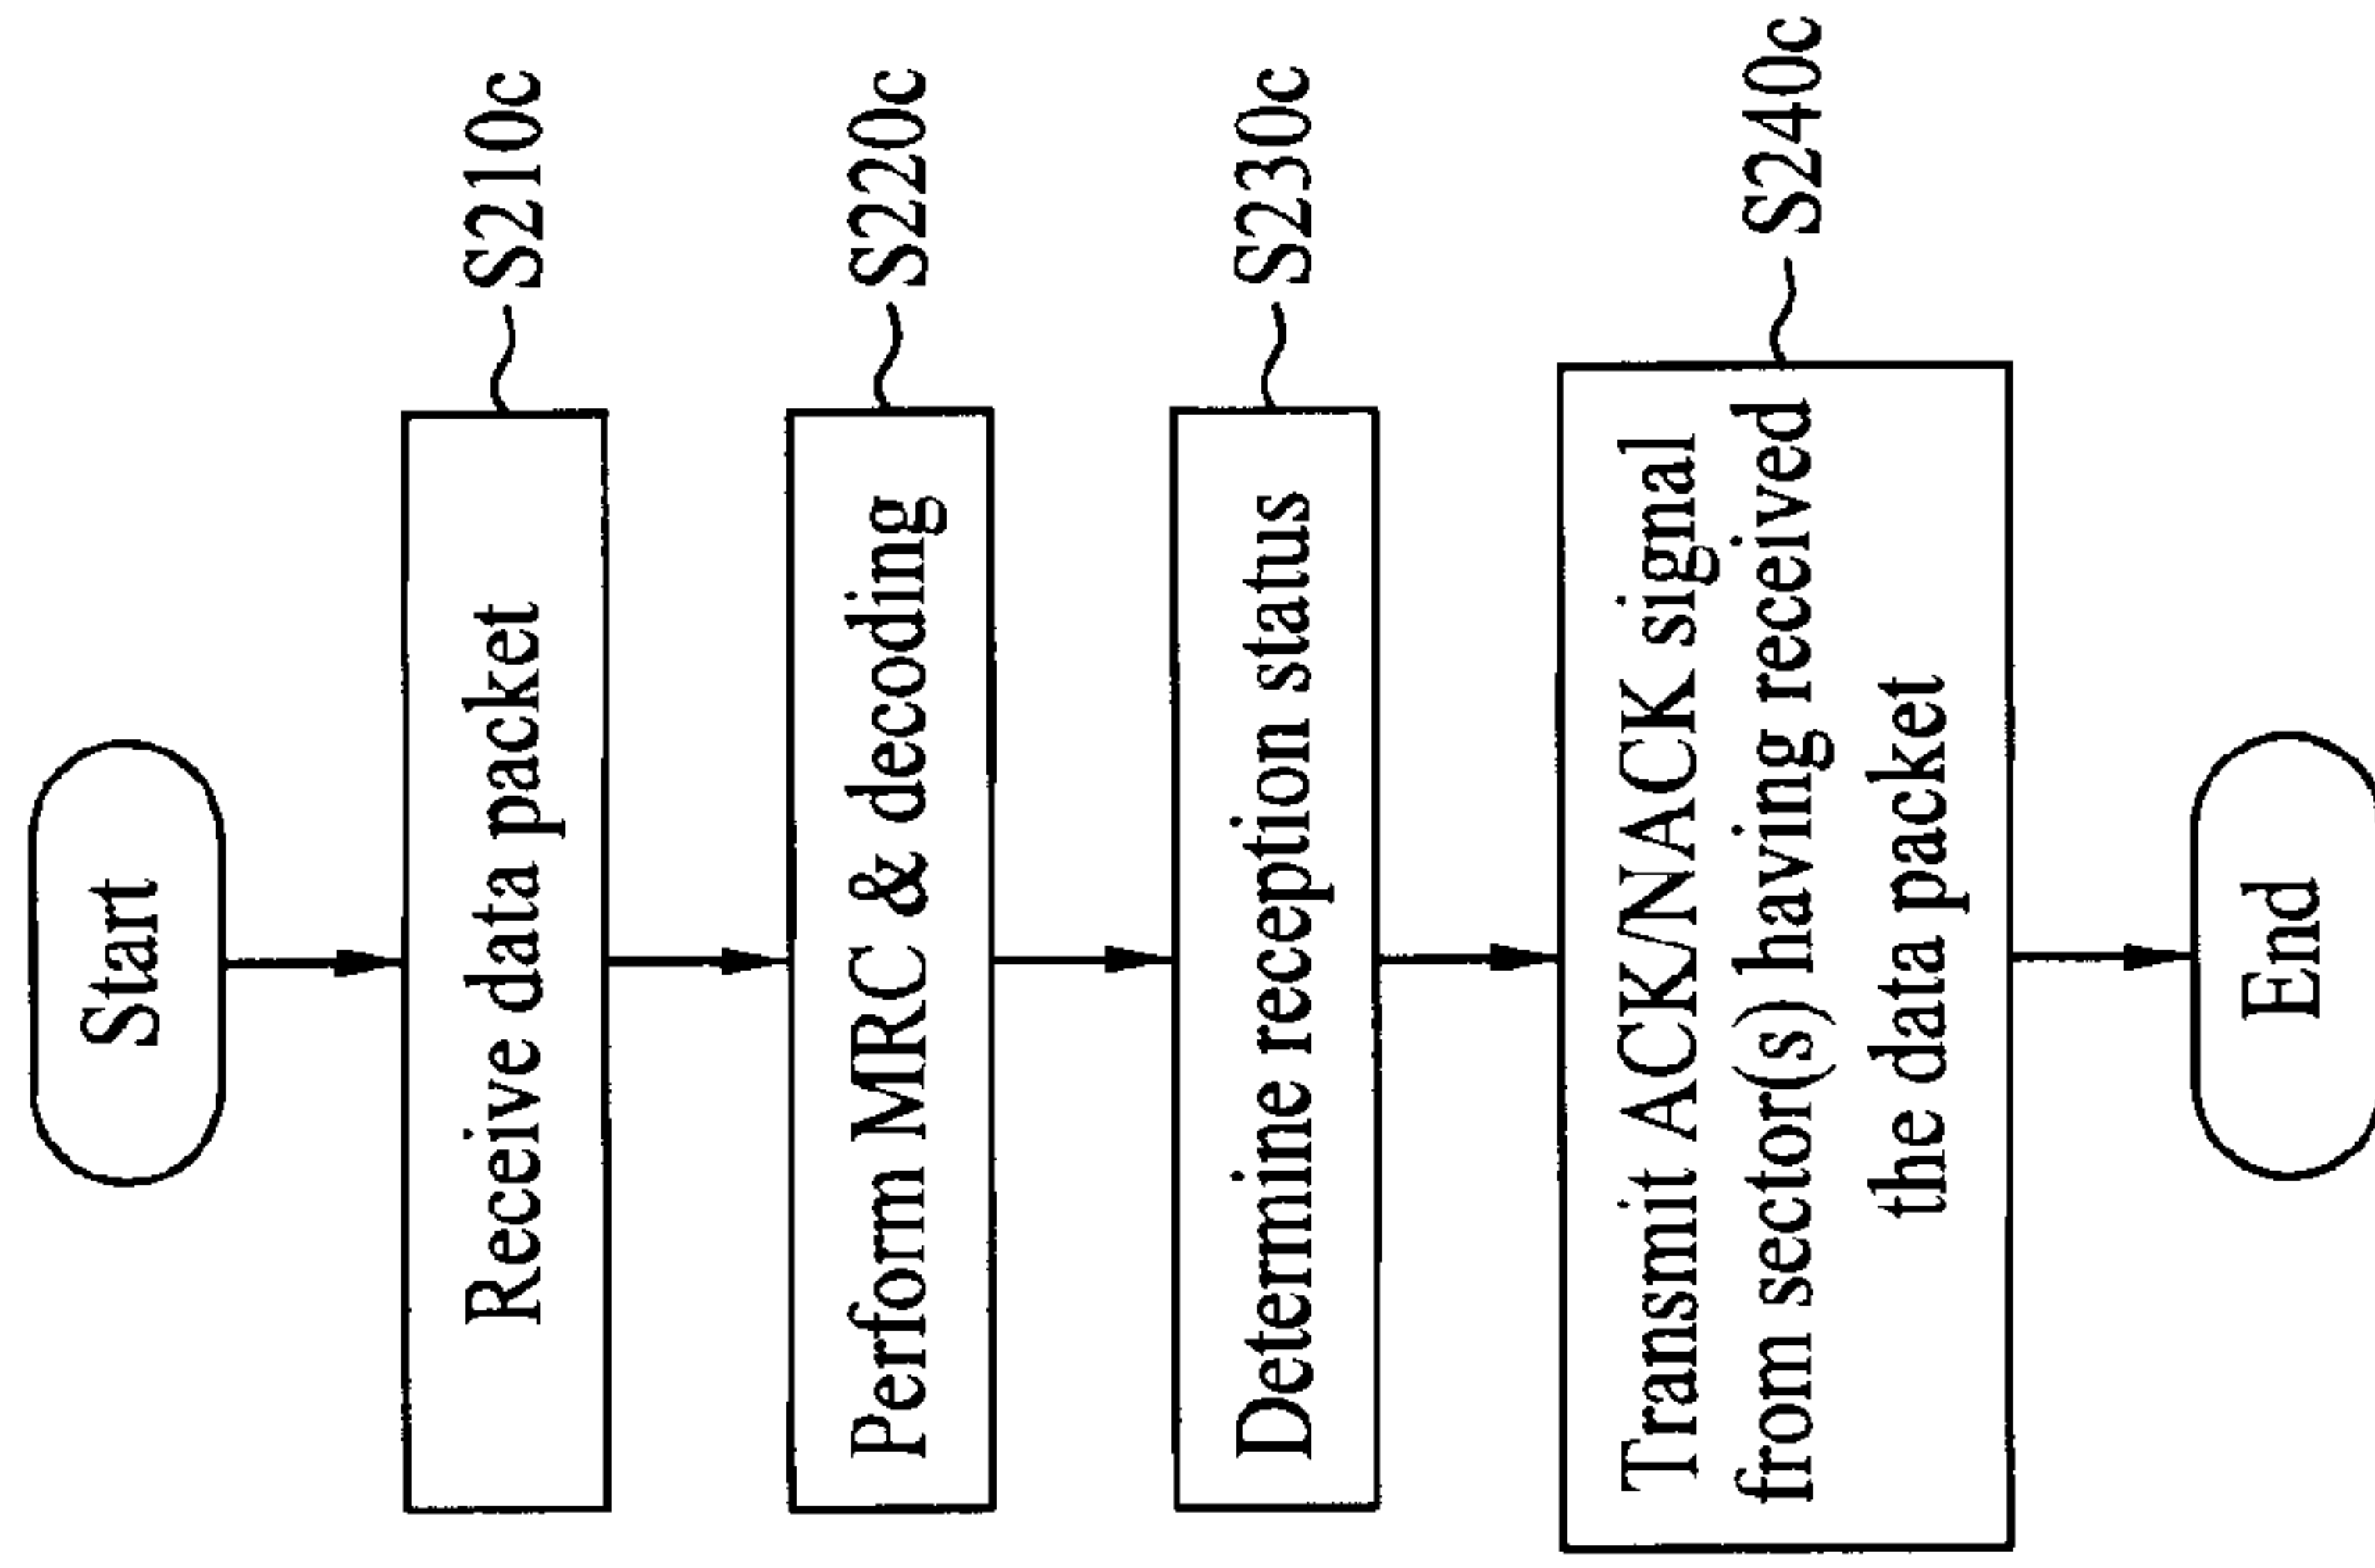 Start
Receive data packet
S210c
Perform MRC & decoding
S220c
Determine reception status
S230c
Transmit ACK/NACK signal
from sector(s) having received
the data packet
S240c
End